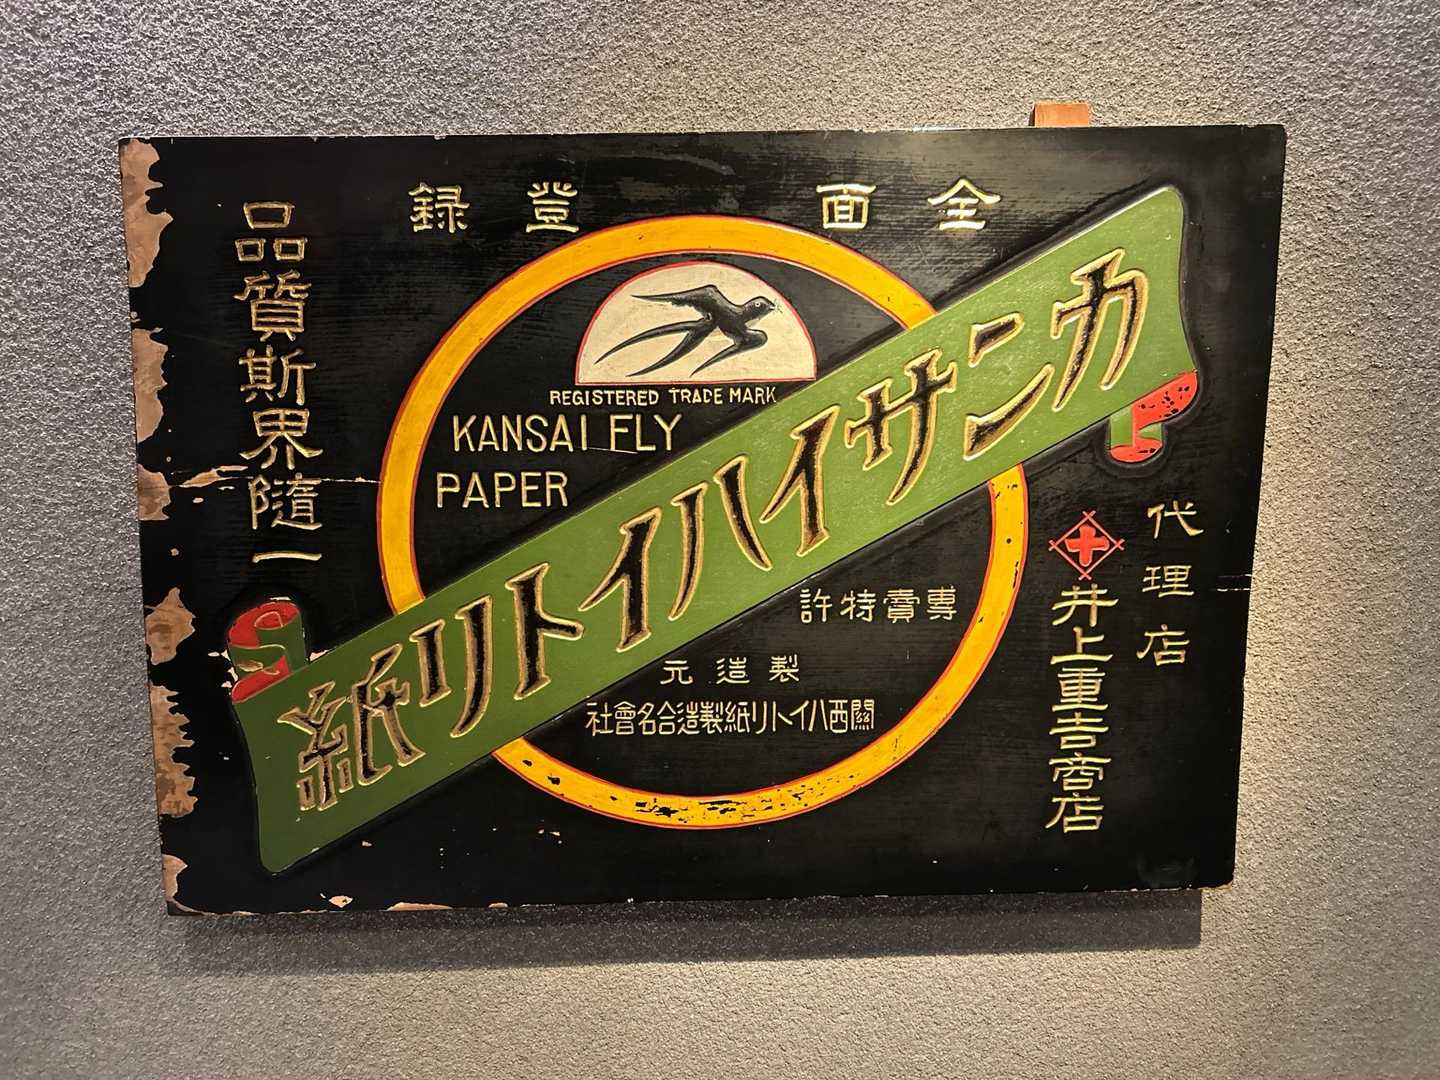 全面登録
品質斯界隨一
REGISTERED TRADE MARK
KANSAI FLY
PAPER
カンサイハイトリ紙
專賣特許
製造元
關西ハイトリ紙製造合名會社
代理店
井上重吉商店